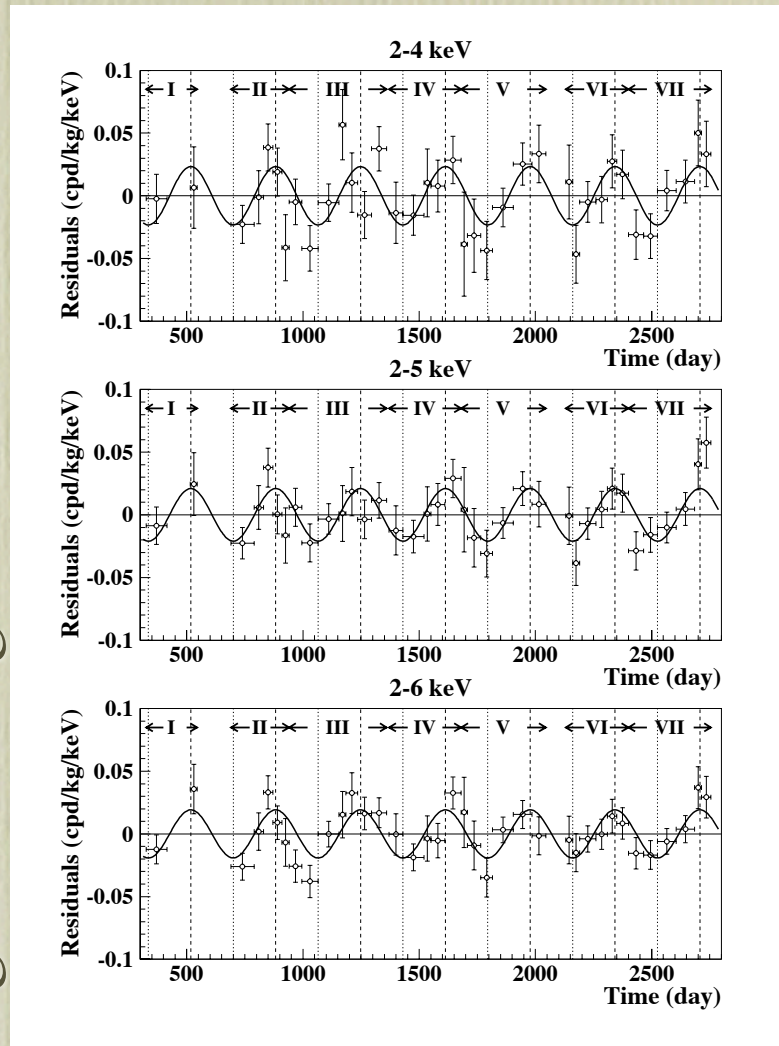 2-4 keV
Residuals (cpd/kg/keV)
0.1
0.05
0
-0.05
-0.1
I II III IV V VI VII
500 1000 1500 2000 2500
Time (day)
2-5 keV
Residuals (cpd/kg/keV)
0.1
0.05
0
-0.05
-0.1
I II III IV V VI VII
500 1000 1500 2000 2500
Time (day)
2-6 keV
Residuals (cpd/kg/keV)
0.1
0.05
0
-0.05
-0.1
I II III IV V VI VII
500 1000 1500 2000 2500
Time (day)